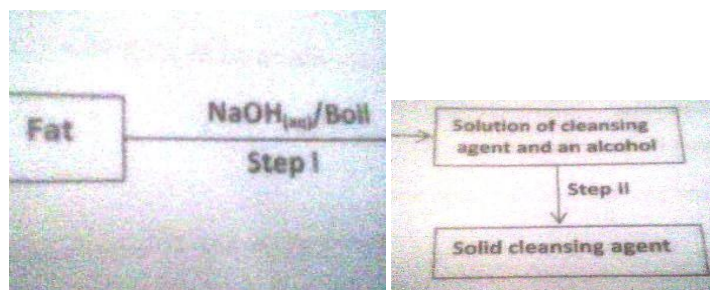 Fat
NaOH(aq)/Boil
Step I
Solution of cleansing
agent and an alcohol
Step II
Solid cleansing agent